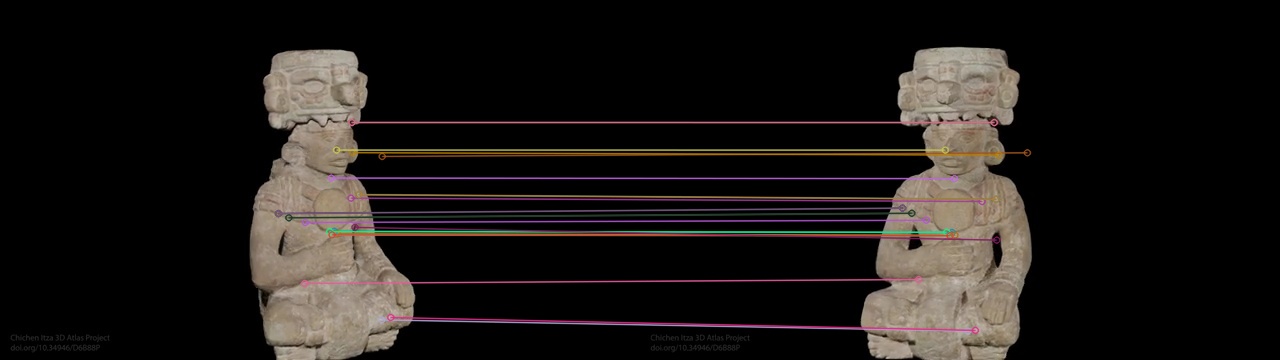 Chichen Itza 3D Atlas Project
doi.org/10.34946/D6B88P
Chichen Itza 3D Atlas Project
doi.org/10.34946/D6B88P